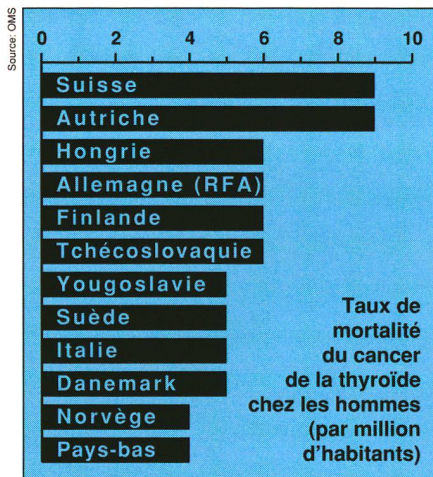 Source: OMS
0 2 4 6 8 10
Suisse
Autriche
Hongrie
Allemagne (RFA)
Finlande
Tchécoslovaquie
Yougoslavie
Suède
Italie
Danemark
Norvège
Pays-bas
Taux de
mortalité
du cancer
de la thyroïde
chez les hommes
(par million
d'habitants)